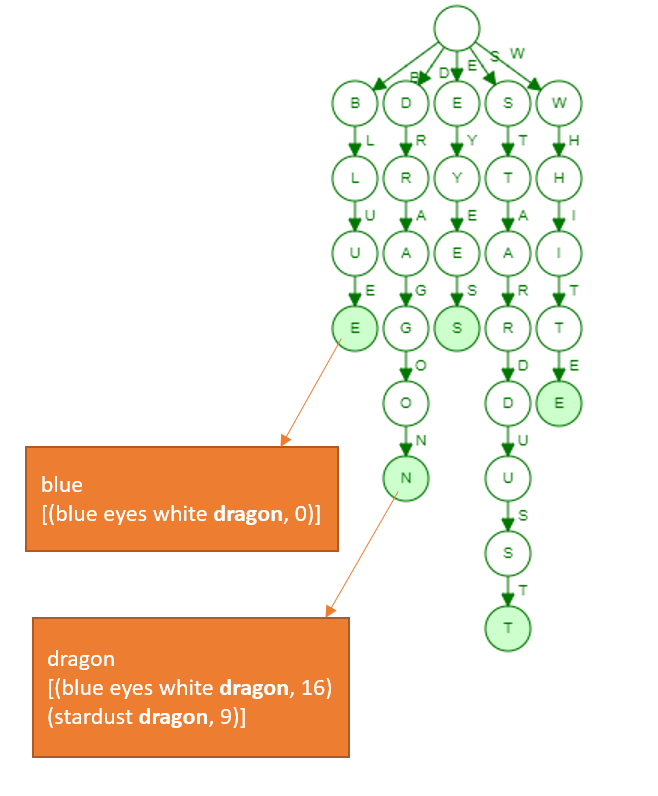 B D E S W
B D E S W
L R Y T H
L R Y T H
U A E A I
U A E A I
E G S R T
E G S R T
O D E
O D E
N U
N U
S
S
T
T
blue
[(blue eyes white dragon, 0)]
dragon
[(blue eyes white dragon, 16)
(stardust dragon, 9)]